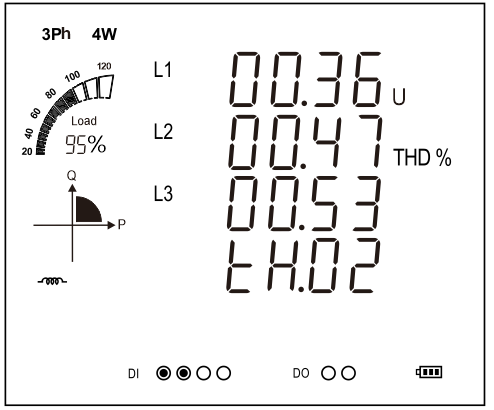 3Ph 4W
120
100
80
60
40
20
Load
95%
L1 00.36 U
L2 00.47 THD %
L3 00.53
tH.02
Q
P
DI
DO